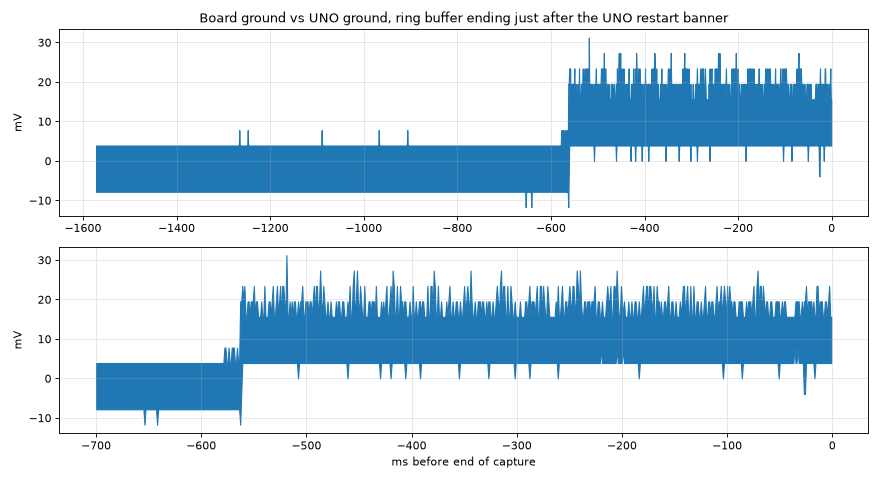 Board ground vs UNO ground, ring buffer ending just after the UNO restart banner
mV
30
20
10
0
−10
−1600 −1400 −1200 −1000 −800 −600 −400 −200 0
mV
30
20
10
0
−10
−700 −600 −500 −400 −300 −200 −100 0
ms before end of capture